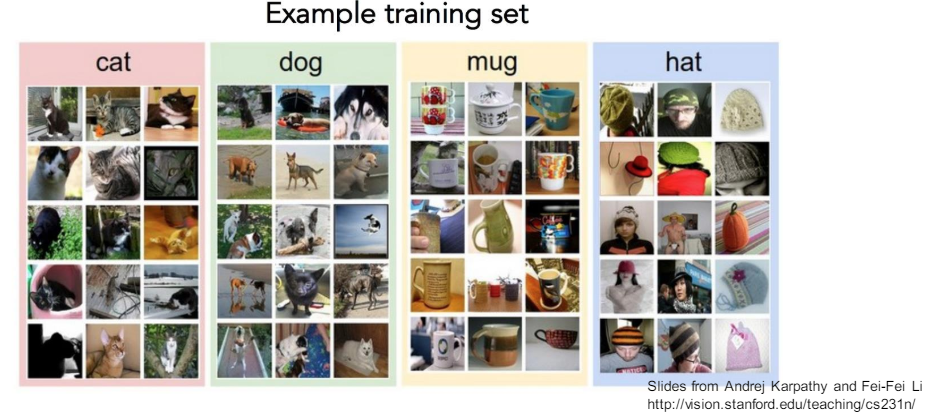 Example training set
cat
dog
mug
hat
Slides from Andrej Karpathy and Fei-Fei Li
http://vision.stanford.edu/teaching/cs231n/